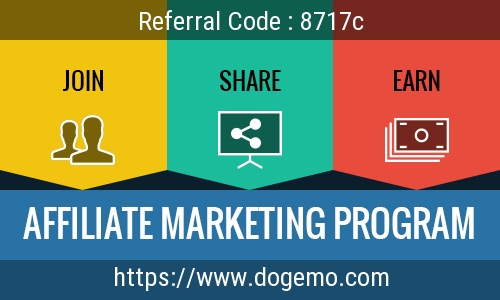 Referral Code : 8717c
JOIN
SHARE
EARN
AFFILIATE MARKETING PROGRAM
https://www.dogemo.com